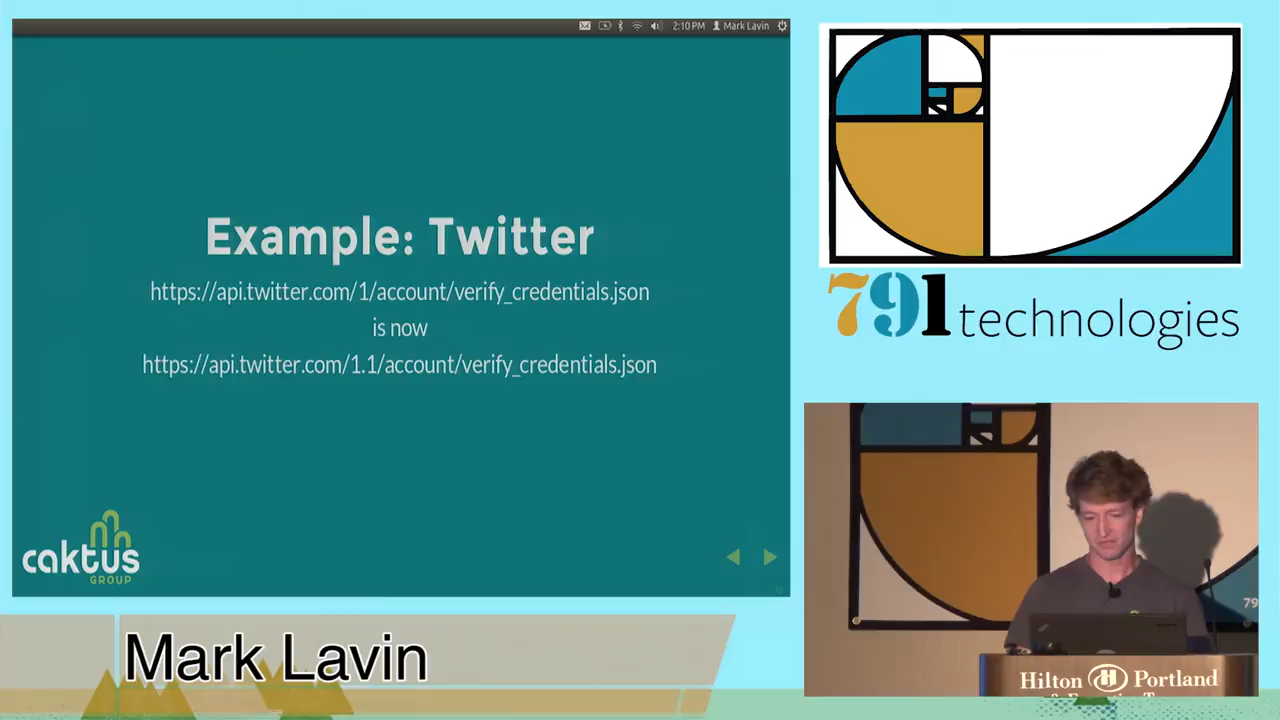 2:10 PM Mark Lavin
Example: Twitter
https://api.twitter.com/1/account/verify_credentials.json
is now
https://api.twitter.com/1.1/account/verify_credentials.json
caktus
GROUP
791 technologies
79
Hilton Portland
Mark Lavin